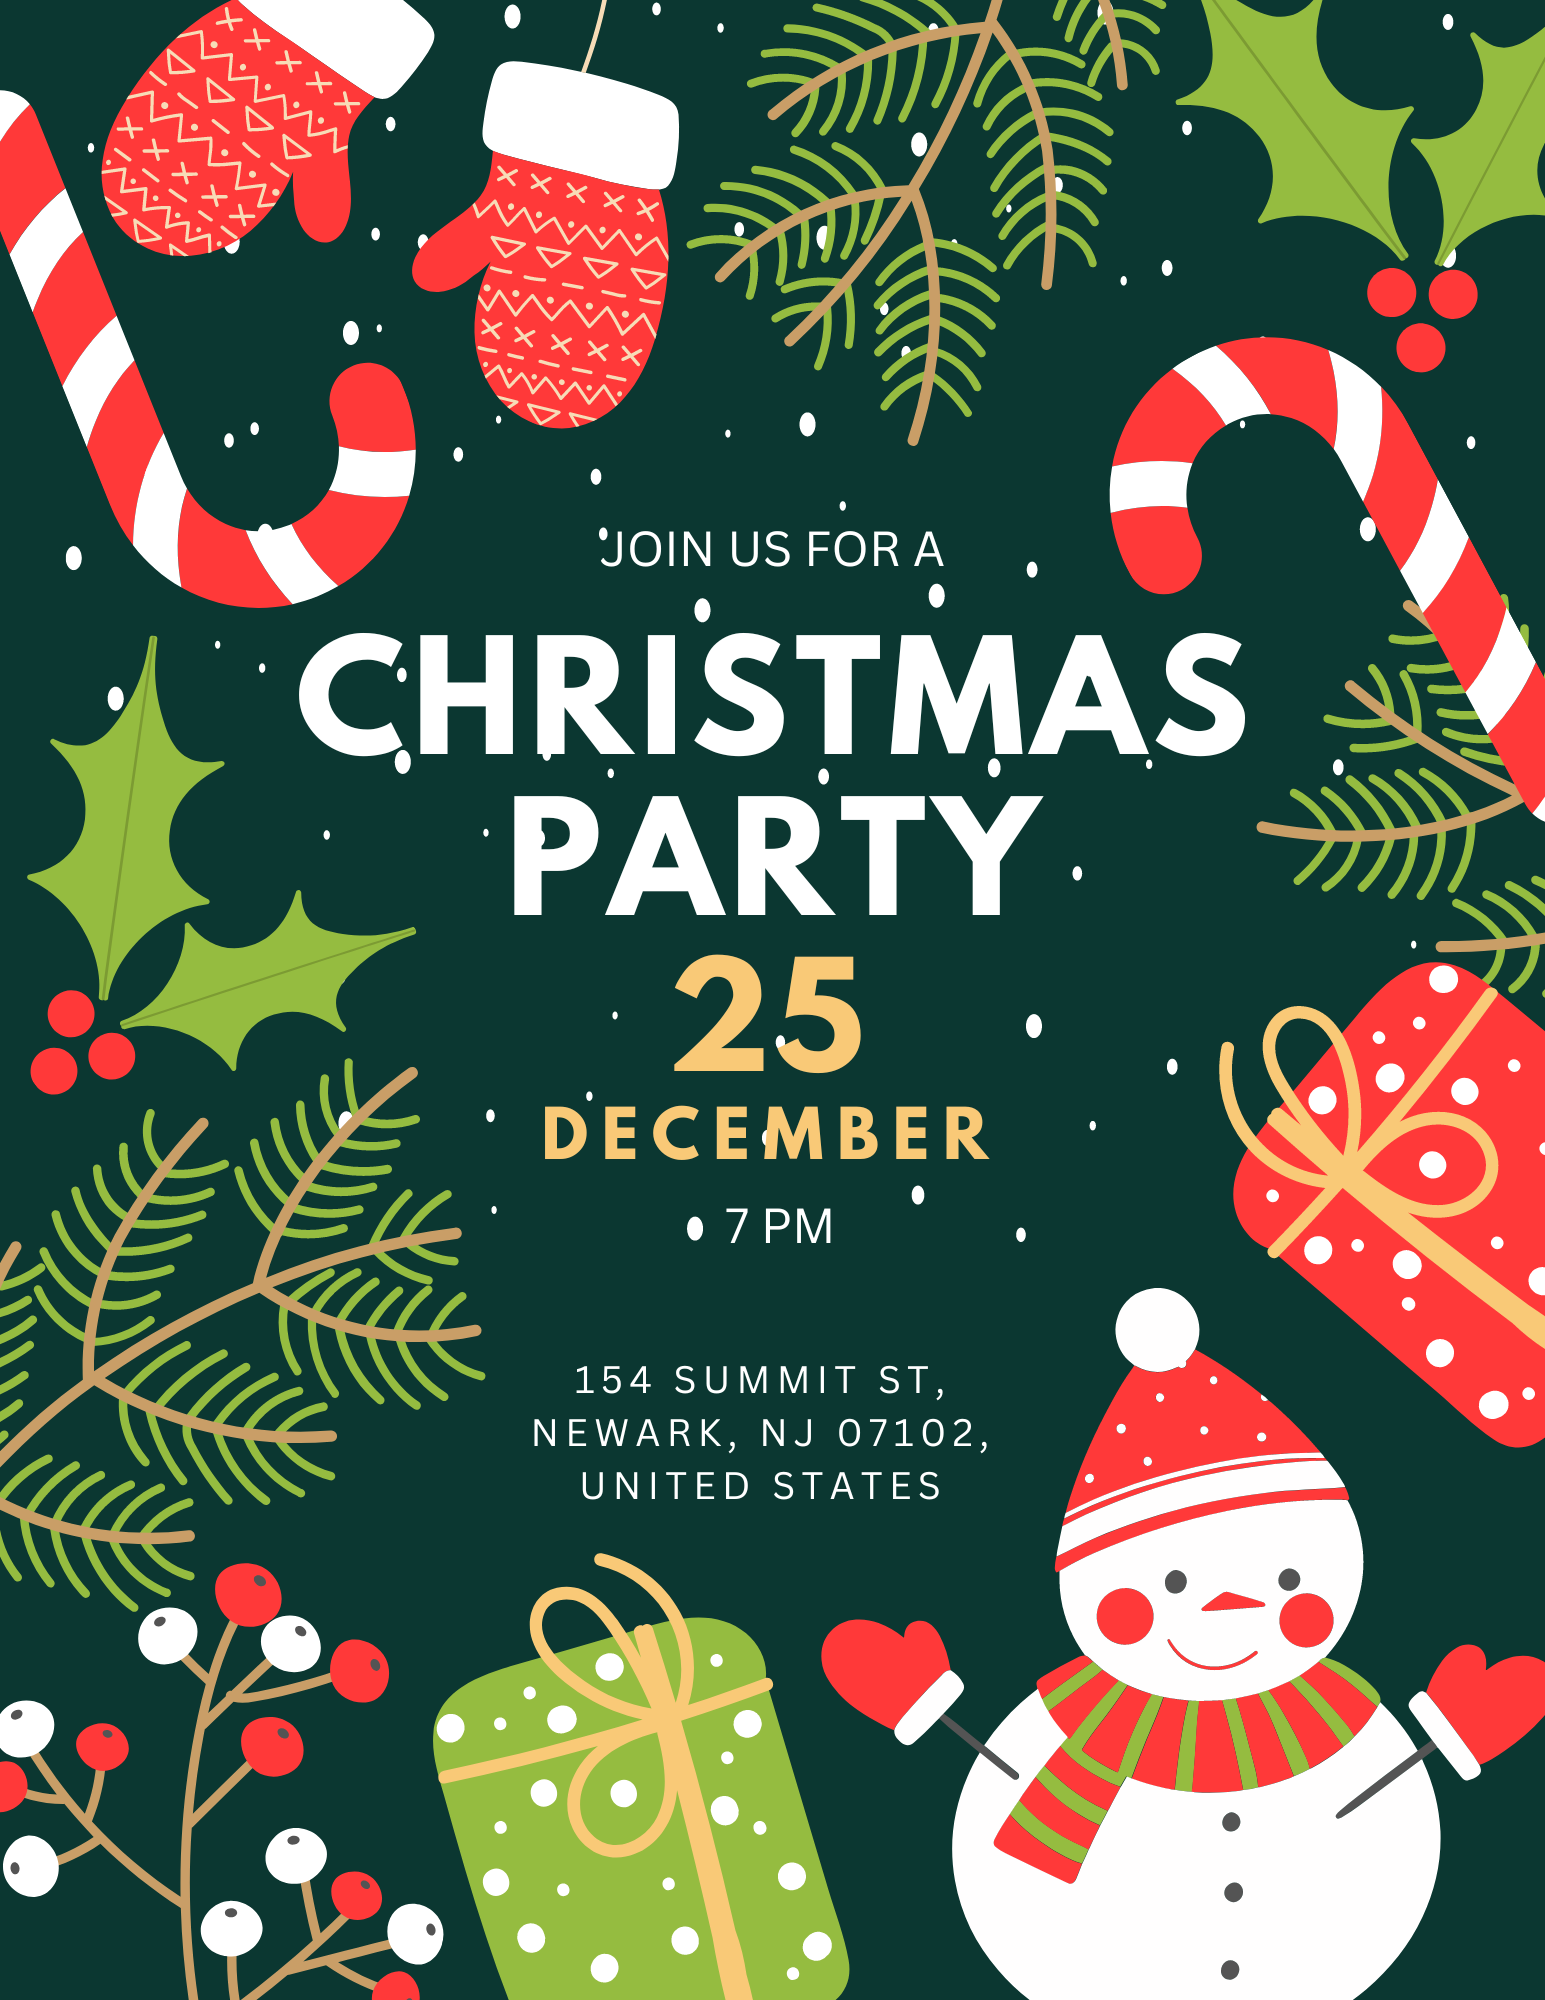 JOIN US FOR A
CHRISTMAS
PARTY
25
DECEMBER
7 PM
154 SUMMIT ST,
NEWARK, NJ 07102,
UNITED STATES